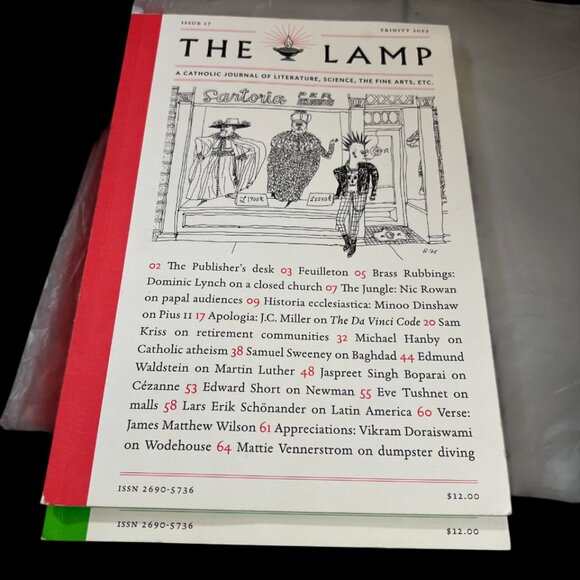 ISSUE 17
TRINITY 2023
THE LAMP
A CATHOLIC JOURNAL OF LITERATURE, SCIENCE, THE FINE ARTS, ETC.
Sartoria PER
02 The Publisher's desk 03 Feuilleton 05 Brass Rubbings:
Dominic Lynch on a closed church 07 The Jungle: Nic Rowan
on papal audiences 09 Historia ecclesiastica: Minoo Dinshaw
on Pius 11 17 Apologia: J.C. Miller on The Da Vinci Code 20 Sam
Kriss on retirement communities 32 Michael Hanby on
Catholic atheism 38 Samuel Sweeney on Baghdad 44 Edmund
Waldstein on Martin Luther 48 Jaspreet Singh Boparai on
Cézanne 53 Edward Short on Newman 55 Eve Tushnet on
malls 58 Lars Erik Schönander on Latin America 60 Verse:
James Matthew Wilson 61 Appreciations: Vikram Doraiswami
on Wodehouse 64 Mattie Vennerstrom on dumpster diving
ISSN 2690-5736
$12.00
ISSN 2690-5736
$12.00